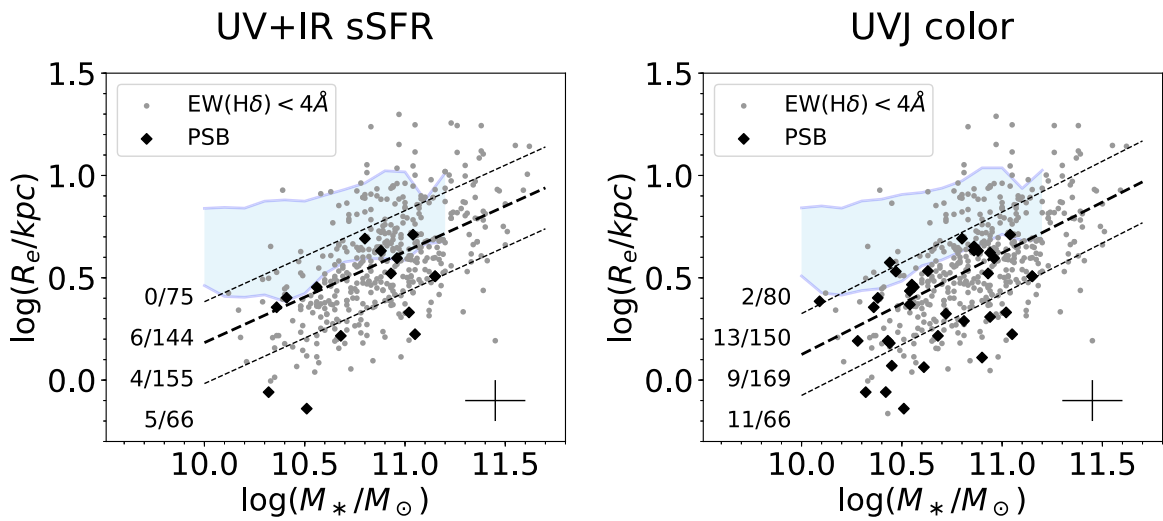 UV+IR sSFR
log(R_e/kpc)
1.5
1.0
0.5
0.0
EW(Hδ) < 4Å
PSB
0/75
6/144
4/155
5/66
10.0 10.5 11.0 11.5
log(M_*/M_⊙)
UVJ color
log(R_e/kpc)
1.5
1.0
0.5
0.0
EW(Hδ) < 4Å
PSB
2/80
13/150
9/169
11/66
10.0 10.5 11.0 11.5
log(M_*/M_⊙)